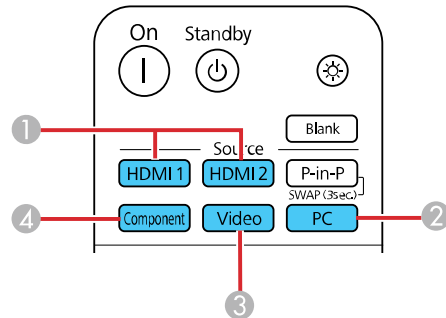 On Standby
Blank
1 Source
HDMI 1 HDMI 2 P-in-P
SWAP (3sec.)
4 Component Video PC 2
3